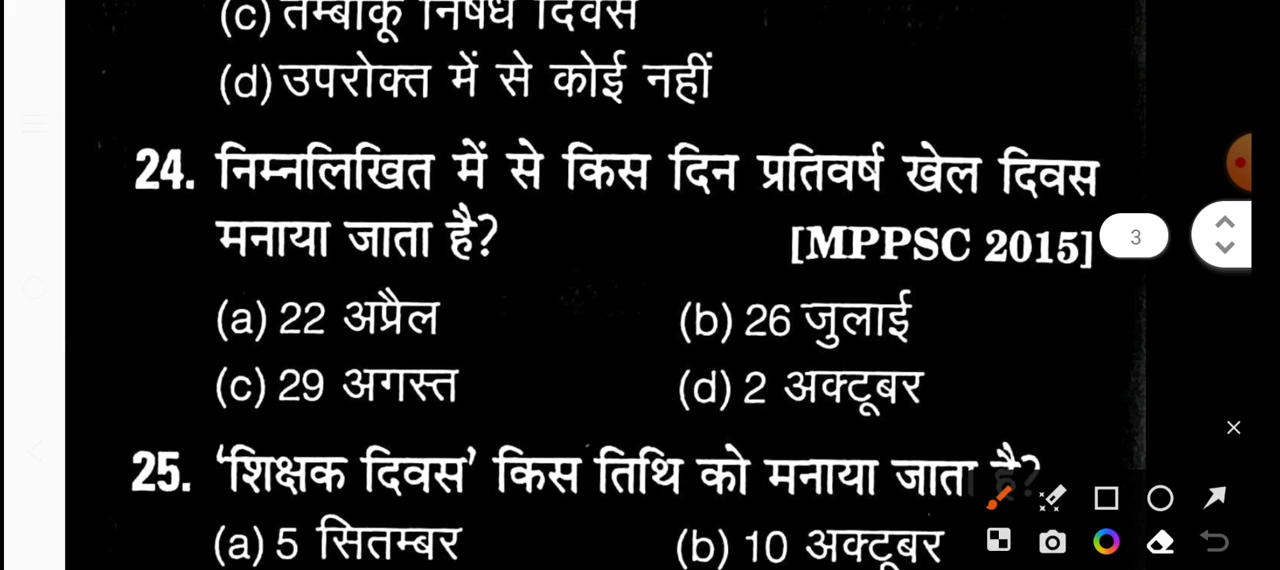 (c) तम्बाकू निषेध दिवस
(d) उपरोक्त में से कोई नहीं
24. निम्नलिखित में से किस दिन प्रतिवर्ष खेल दिवस
मनाया जाता है? [MPPSC 2015]
3
(a) 22 अप्रैल (b) 26 जुलाई
(c) 29 अगस्त (d) 2 अक्टूबर
25. 'शिक्षक दिवस' किस तिथि को मनाया जाता है?
(a) 5 सितम्बर (b) 10 अक्टूबर